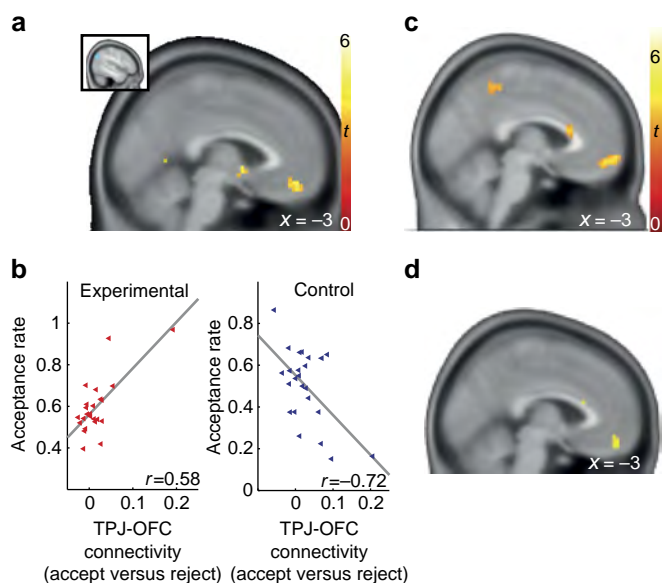 a
6
t
0
x = –3
c
6
t
0
x = –3
b
Experimental
Acceptance rate
1
0.8
0.6
0.4
r=0.58
0 0.1 0.2
TPJ-OFC
connectivity
(accept versus reject)
Control
Acceptance rate
0.8
0.6
0.4
0.2
0
r=–0.72
0 0.1 0.2
TPJ-OFC
connectivity
(accept versus reject)
d
x = –3